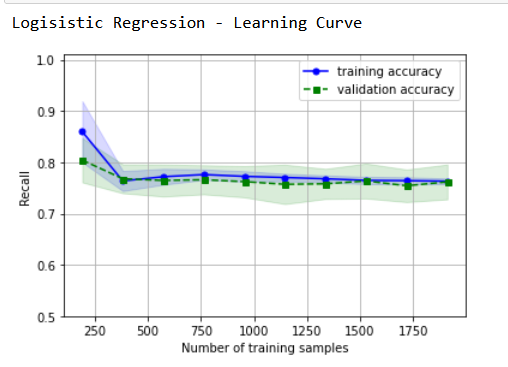 Logisistic Regression - Learning Curve
training accuracy
validation accuracy
1.0
0.9
0.8
0.7
0.6
0.5
Recall
250 500 750 1000 1250 1500 1750
Number of training samples